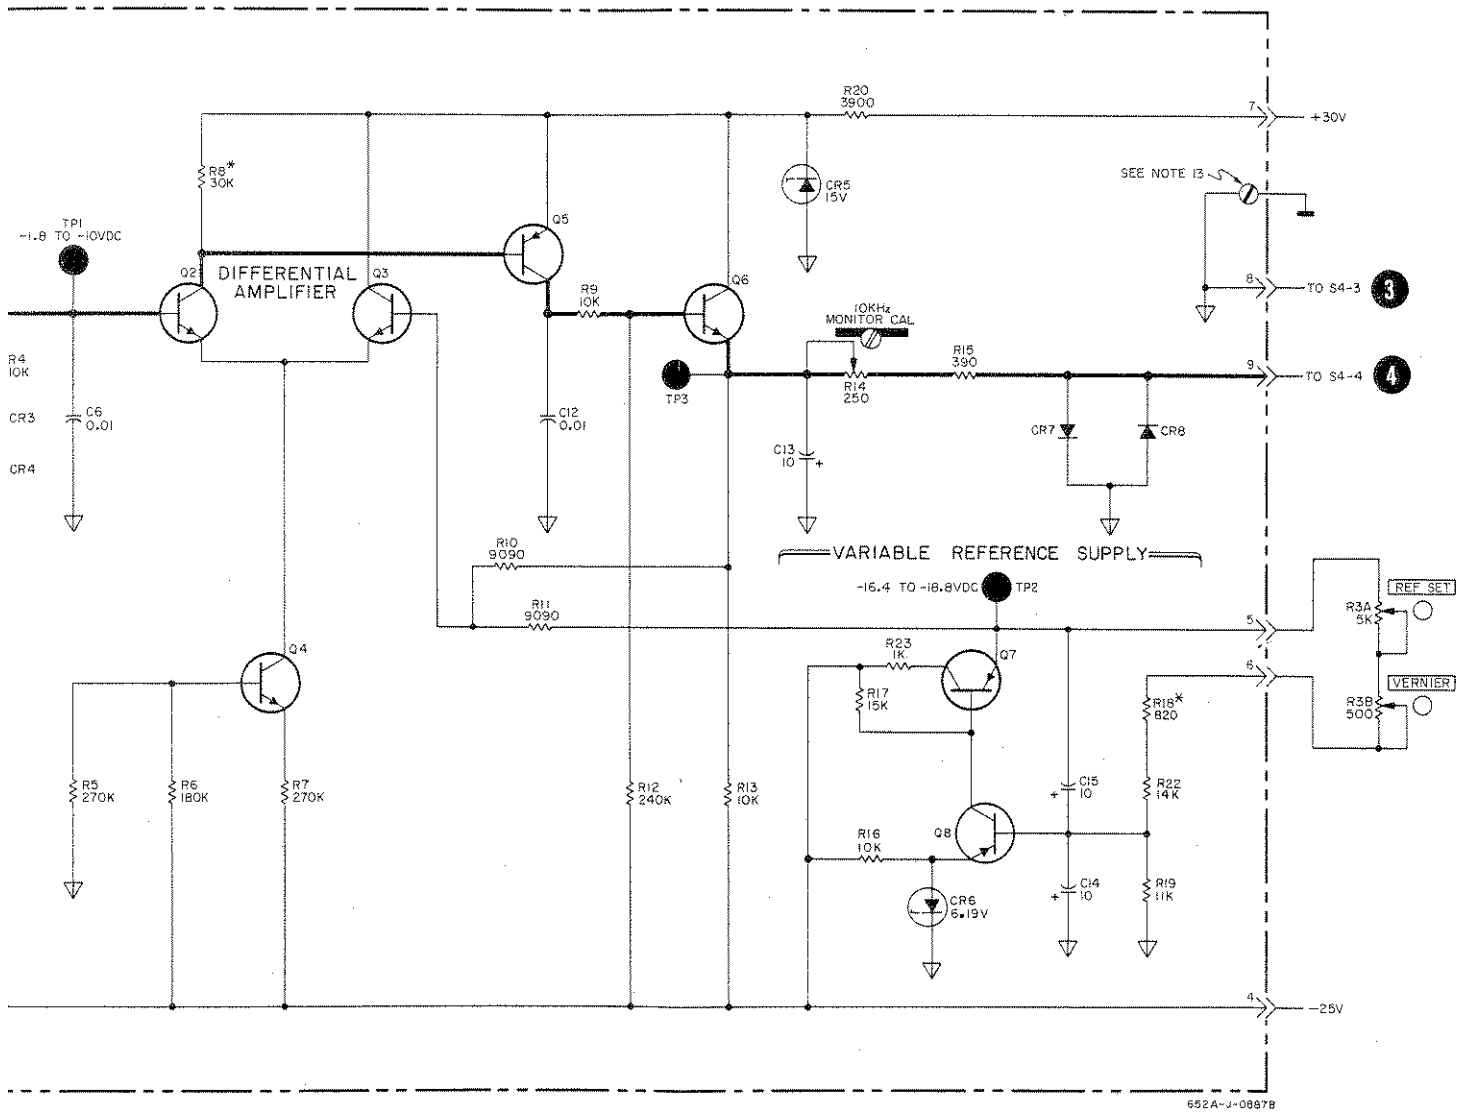 R20
3900
7
+30V
R8*
30K
SEE NOTE 13
CR5
15V
TP1
-1.8 TO -10VDC
Q5
Q2
DIFFERENTIAL
AMPLIFIER
Q3
R9
10K
Q6
8
TO S4-3
3
10KHz
MONITOR CAL
R4
10K
R15
390
9
TO S4-4
4
TP3
R14
250
CR3
C6
0.01
C12
0.01
CR7
CR8
C13
10
+
CR4
R10
9090
VARIABLE REFERENCE SUPPLY
-16.4 TO -18.8VDC
TP2
REF SET
R11
9090
R3A
5K
5
R23
1K
Q7
Q4
6
VERNIER
R17
15K
R18*
820
R3B
500
R5
270K
R6
180K
R7
270K
R12
240K
R13
10K
C15
10
+
R22
14K
Q8
R16
10K
C14
10
+
R19
11K
CR6
6.19V
4
-25V
652A-J-0887B